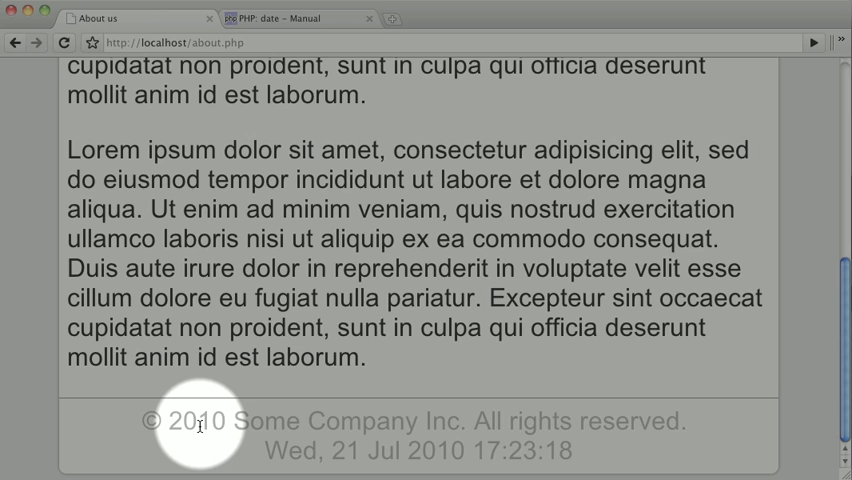 About us
php PHP: date - Manual
http://localhost/about.php
»
cupidatat non proident, sunt in culpa qui officia deserunt
mollit anim id est laborum.
Lorem ipsum dolor sit amet, consectetur adipisicing elit, sed
do eiusmod tempor incididunt ut labore et dolore magna
aliqua. Ut enim ad minim veniam, quis nostrud exercitation
ullamco laboris nisi ut aliquip ex ea commodo consequat.
Duis aute irure dolor in reprehenderit in voluptate velit esse
cillum dolore eu fugiat nulla pariatur. Excepteur sint occaecat
cupidatat non proident, sunt in culpa qui officia deserunt
mollit anim id est laborum.
© 2010 Some Company Inc. All rights reserved.
Wed, 21 Jul 2010 17:23:18